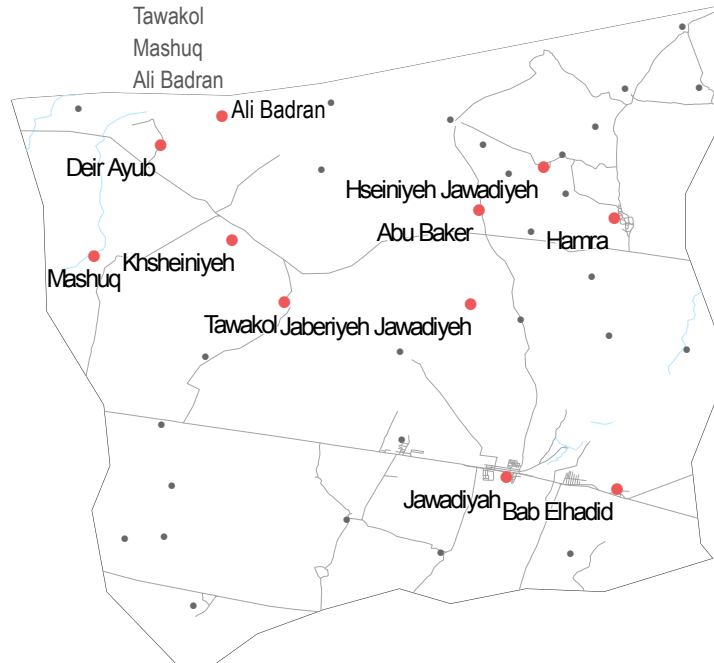 Tawakol
Mashuq
Ali Badran
Ali Badran
Deir Ayub
Hseiniyeh Jawadiyeh
Abu Baker
Hamra
Khsheiniyeh
Mashuq
Tawakol
Jaberiyeh Jawadiyeh
Jawadiyah
Bab Elhadid